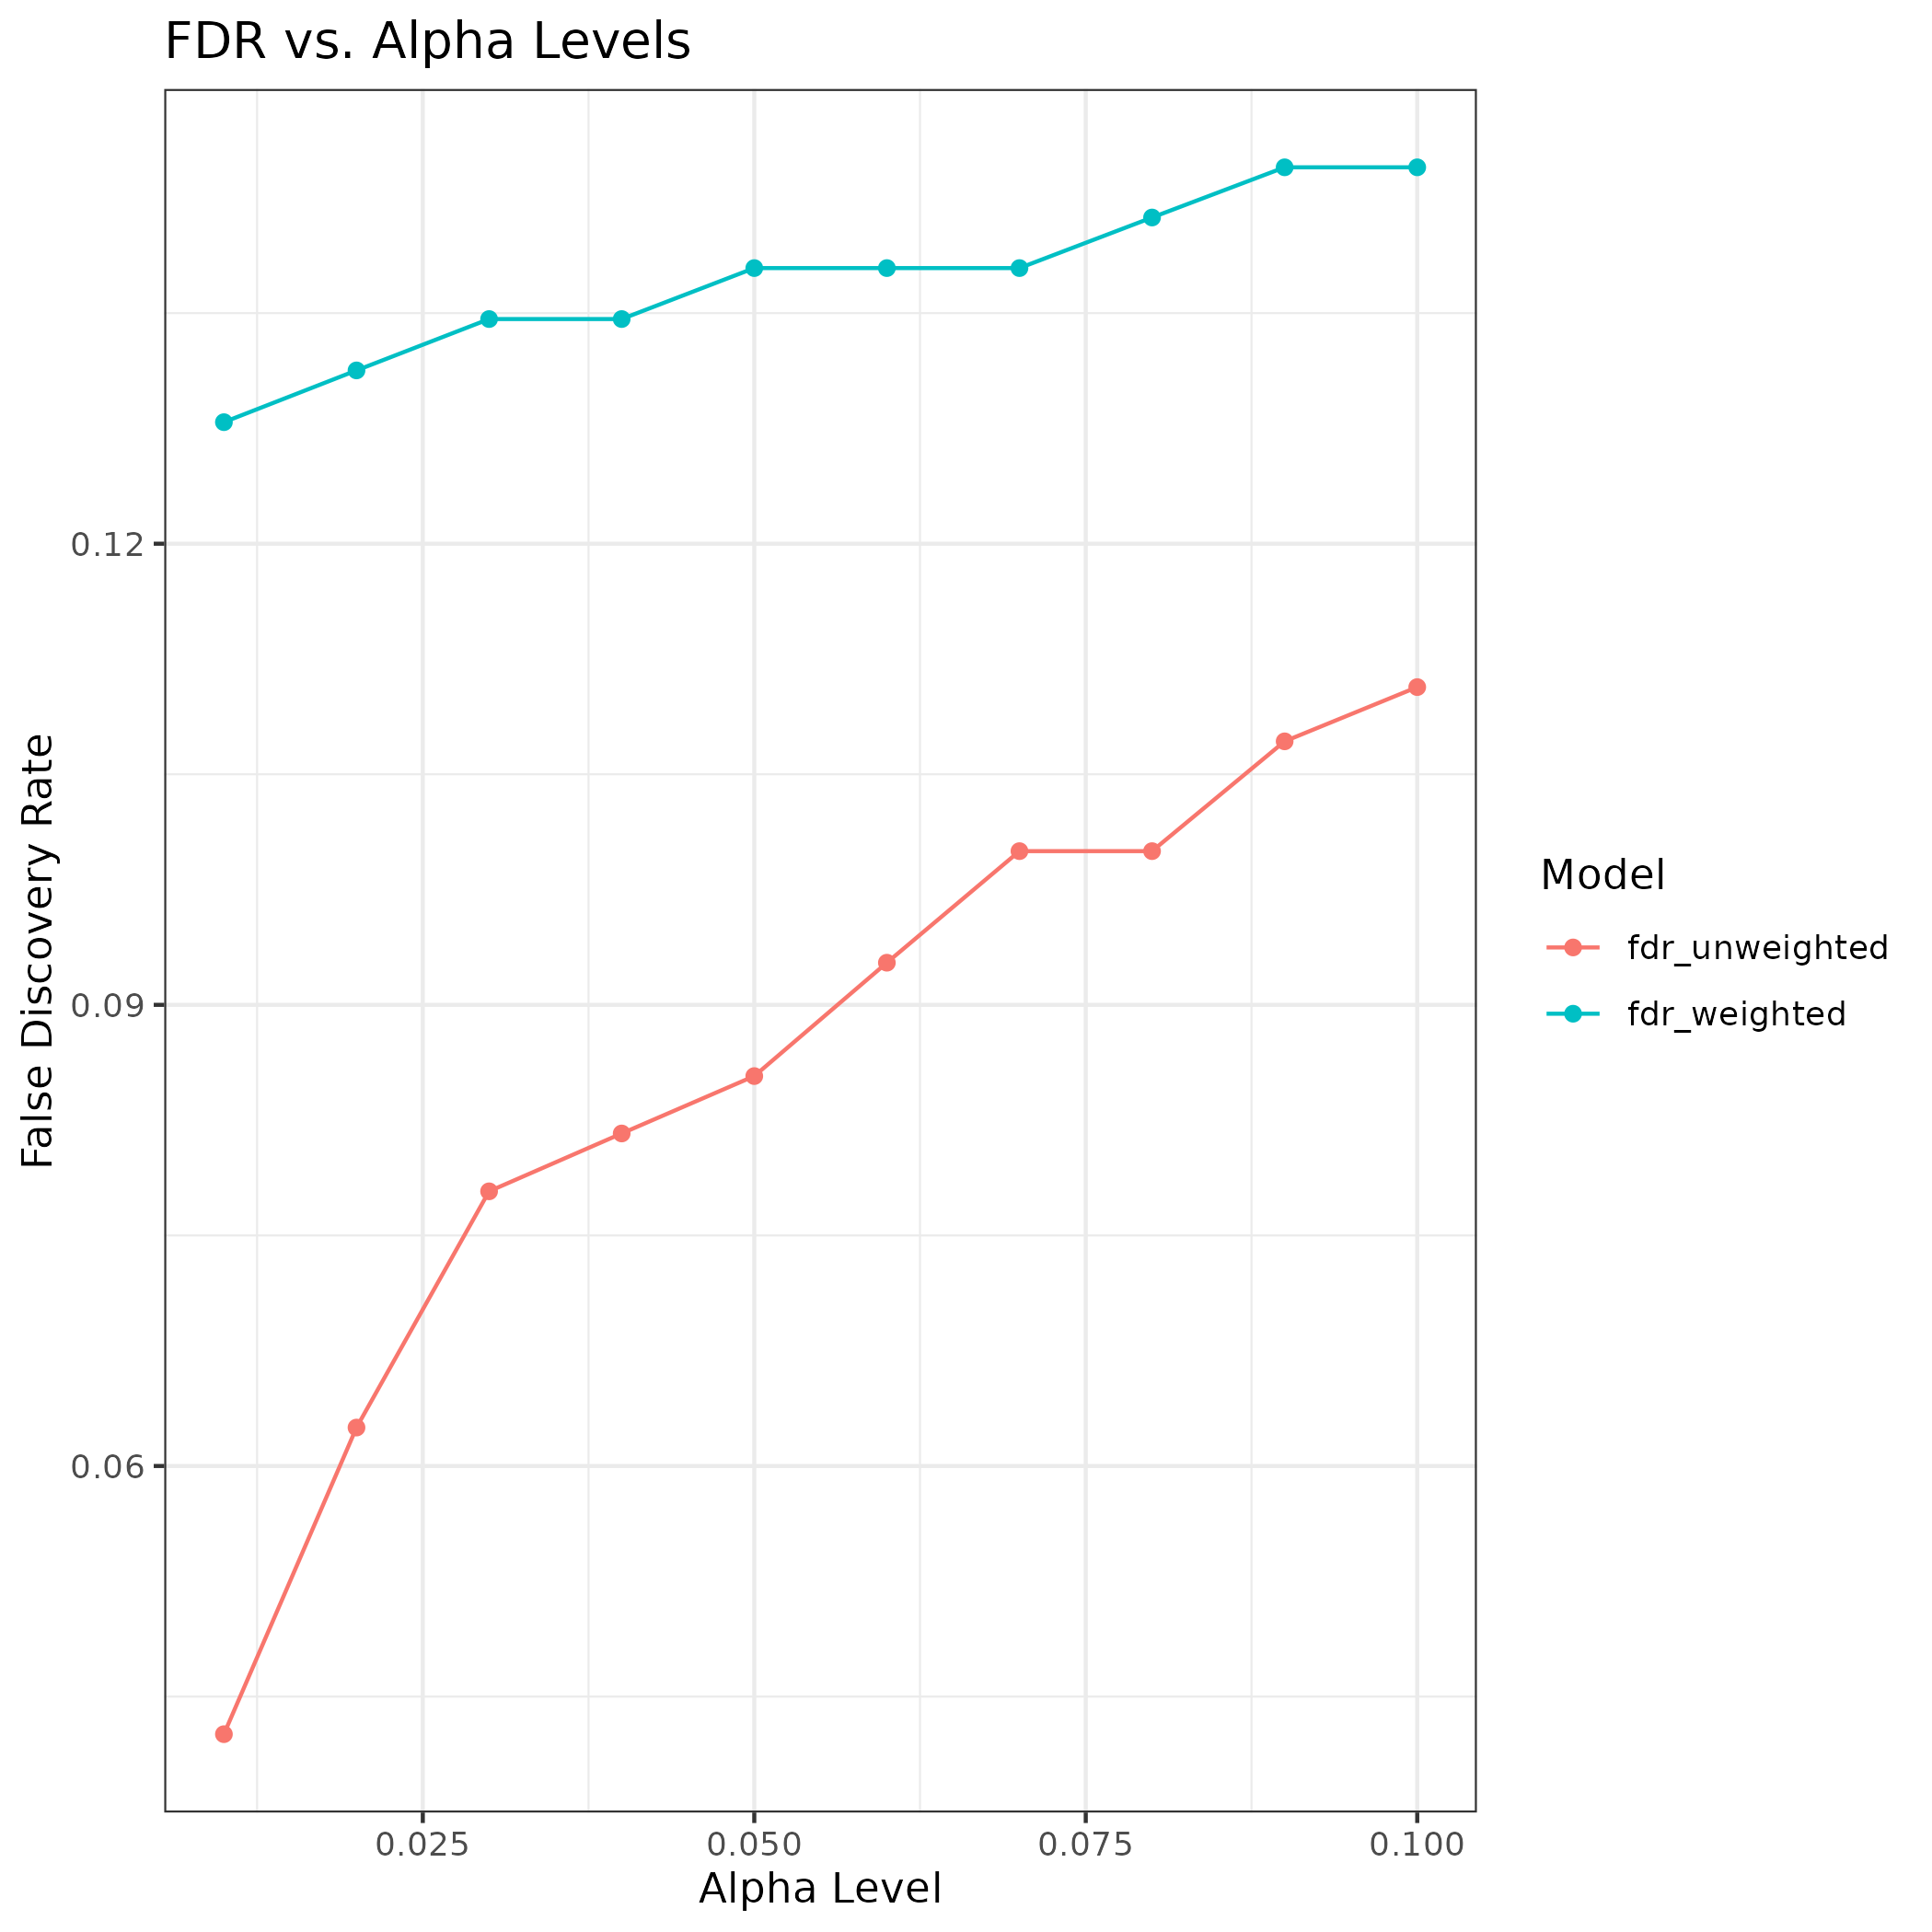 FDR vs. Alpha Levels
False Discovery Rate
0.12
0.09
0.06
0.025 0.050 0.075 0.100
Alpha Level
Model
fdr_unweighted
fdr_weighted